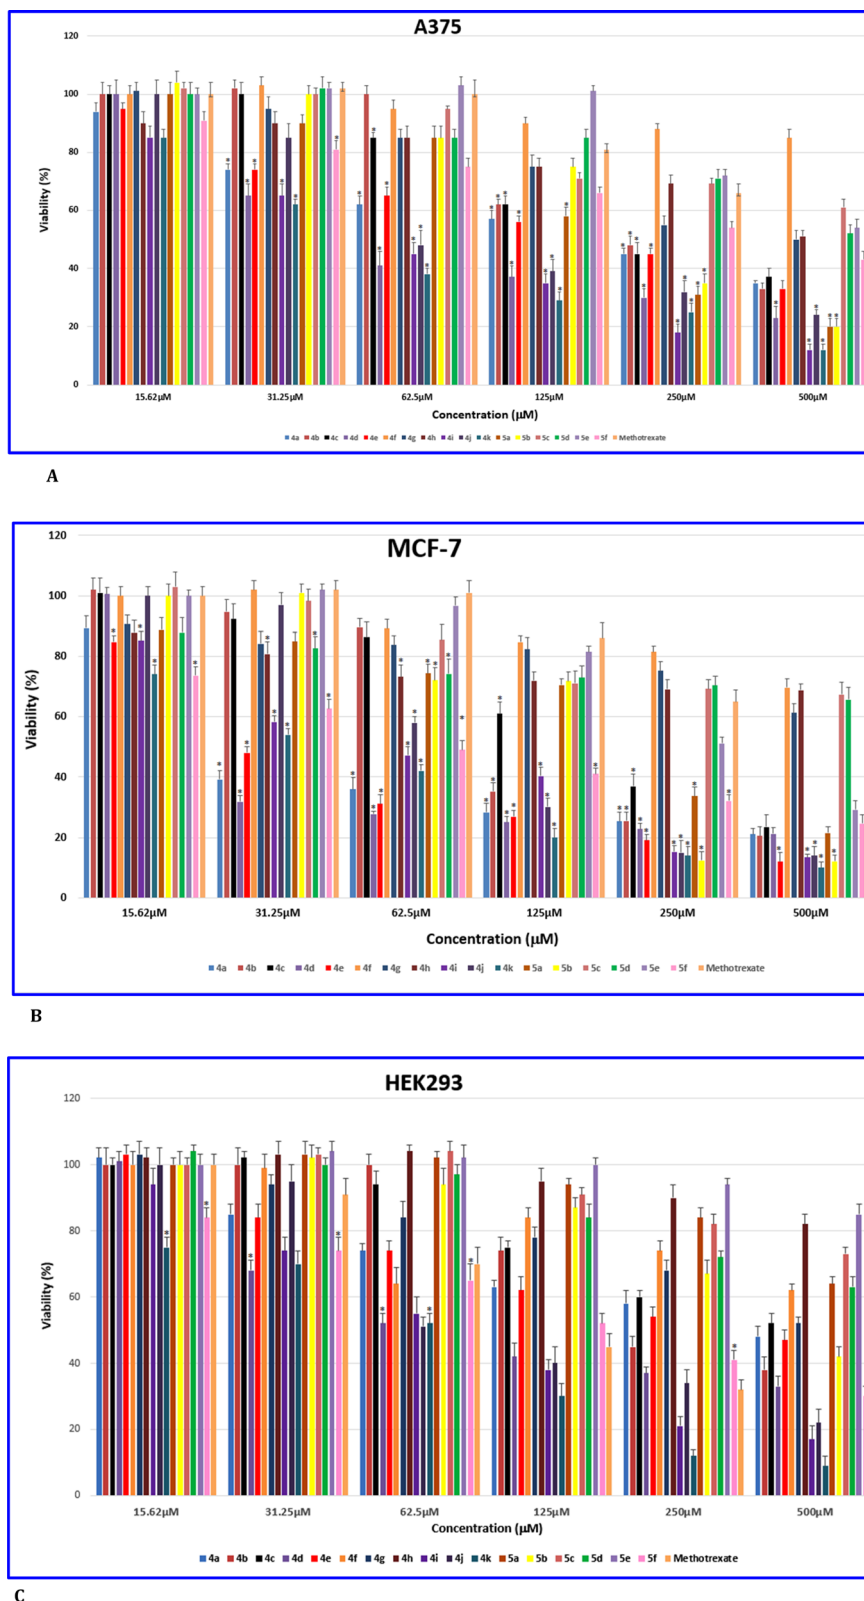 A375
120
100
80
60
40
20
0
Viability (%)
15.62µM 31.25µM 62.5µM 125µM 250µM 500µM
Concentration (µM)
4a 4b 4c 4d 4e 4f 4g 4h 4i 4j 4k 5a 5b 5c 5d 5e 5f Methotrexate
A
MCF-7
120
100
80
60
40
20
0
Viability (%)
15.62µM 31.25µM 62.5µM 125µM 250µM 500µM
Concentration (µM)
4a 4b 4c 4d 4e 4f 4g 4h 4i 4j 4k 5a 5b 5c 5d 5e 5f Methotrexate
B
HEK293
120
100
80
60
40
20
0
Viability (%)
15.62µM 31.25µM 62.5µM 125µM 250µM 500µM
Concentration (µM)
4a 4b 4c 4d 4e 4f 4g 4h 4i 4j 4k 5a 5b 5c 5d 5e 5f Methotrexate
C